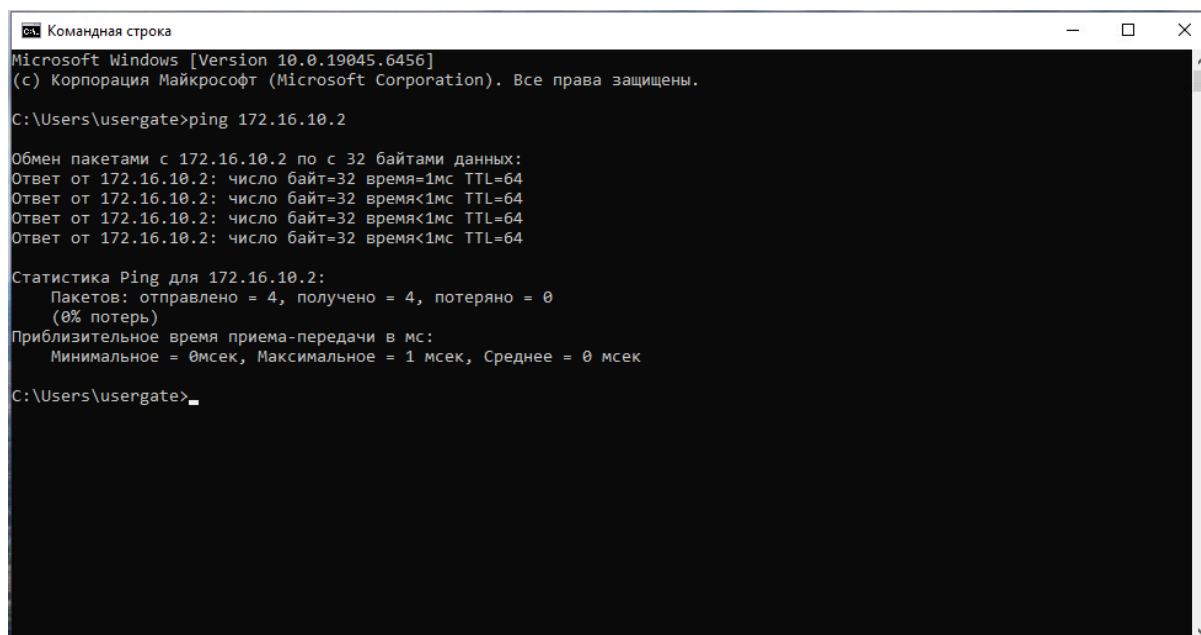 Командная строка
Microsoft Windows [Version 10.0.19045.6456]
(c) Корпорация Майкрософт (Microsoft Corporation). Все права защищены.
C:\Users\usergate>ping 172.16.10.2
Обмен пакетами с 172.16.10.2 по с 32 байтами данных:
Ответ от 172.16.10.2: число байт=32 время=1мс TTL=64
Ответ от 172.16.10.2: число байт=32 время<1мс TTL=64
Ответ от 172.16.10.2: число байт=32 время<1мс TTL=64
Ответ от 172.16.10.2: число байт=32 время<1мс TTL=64
Статистика Ping для 172.16.10.2:
Пакетов: отправлено = 4, получено = 4, потеряно = 0
(0% потерь)
Приблизительное время приема-передачи в мс:
Минимальное = 0мсек, Максимальное = 1 мсек, Среднее = 0 мсек
C:\Users\usergate>